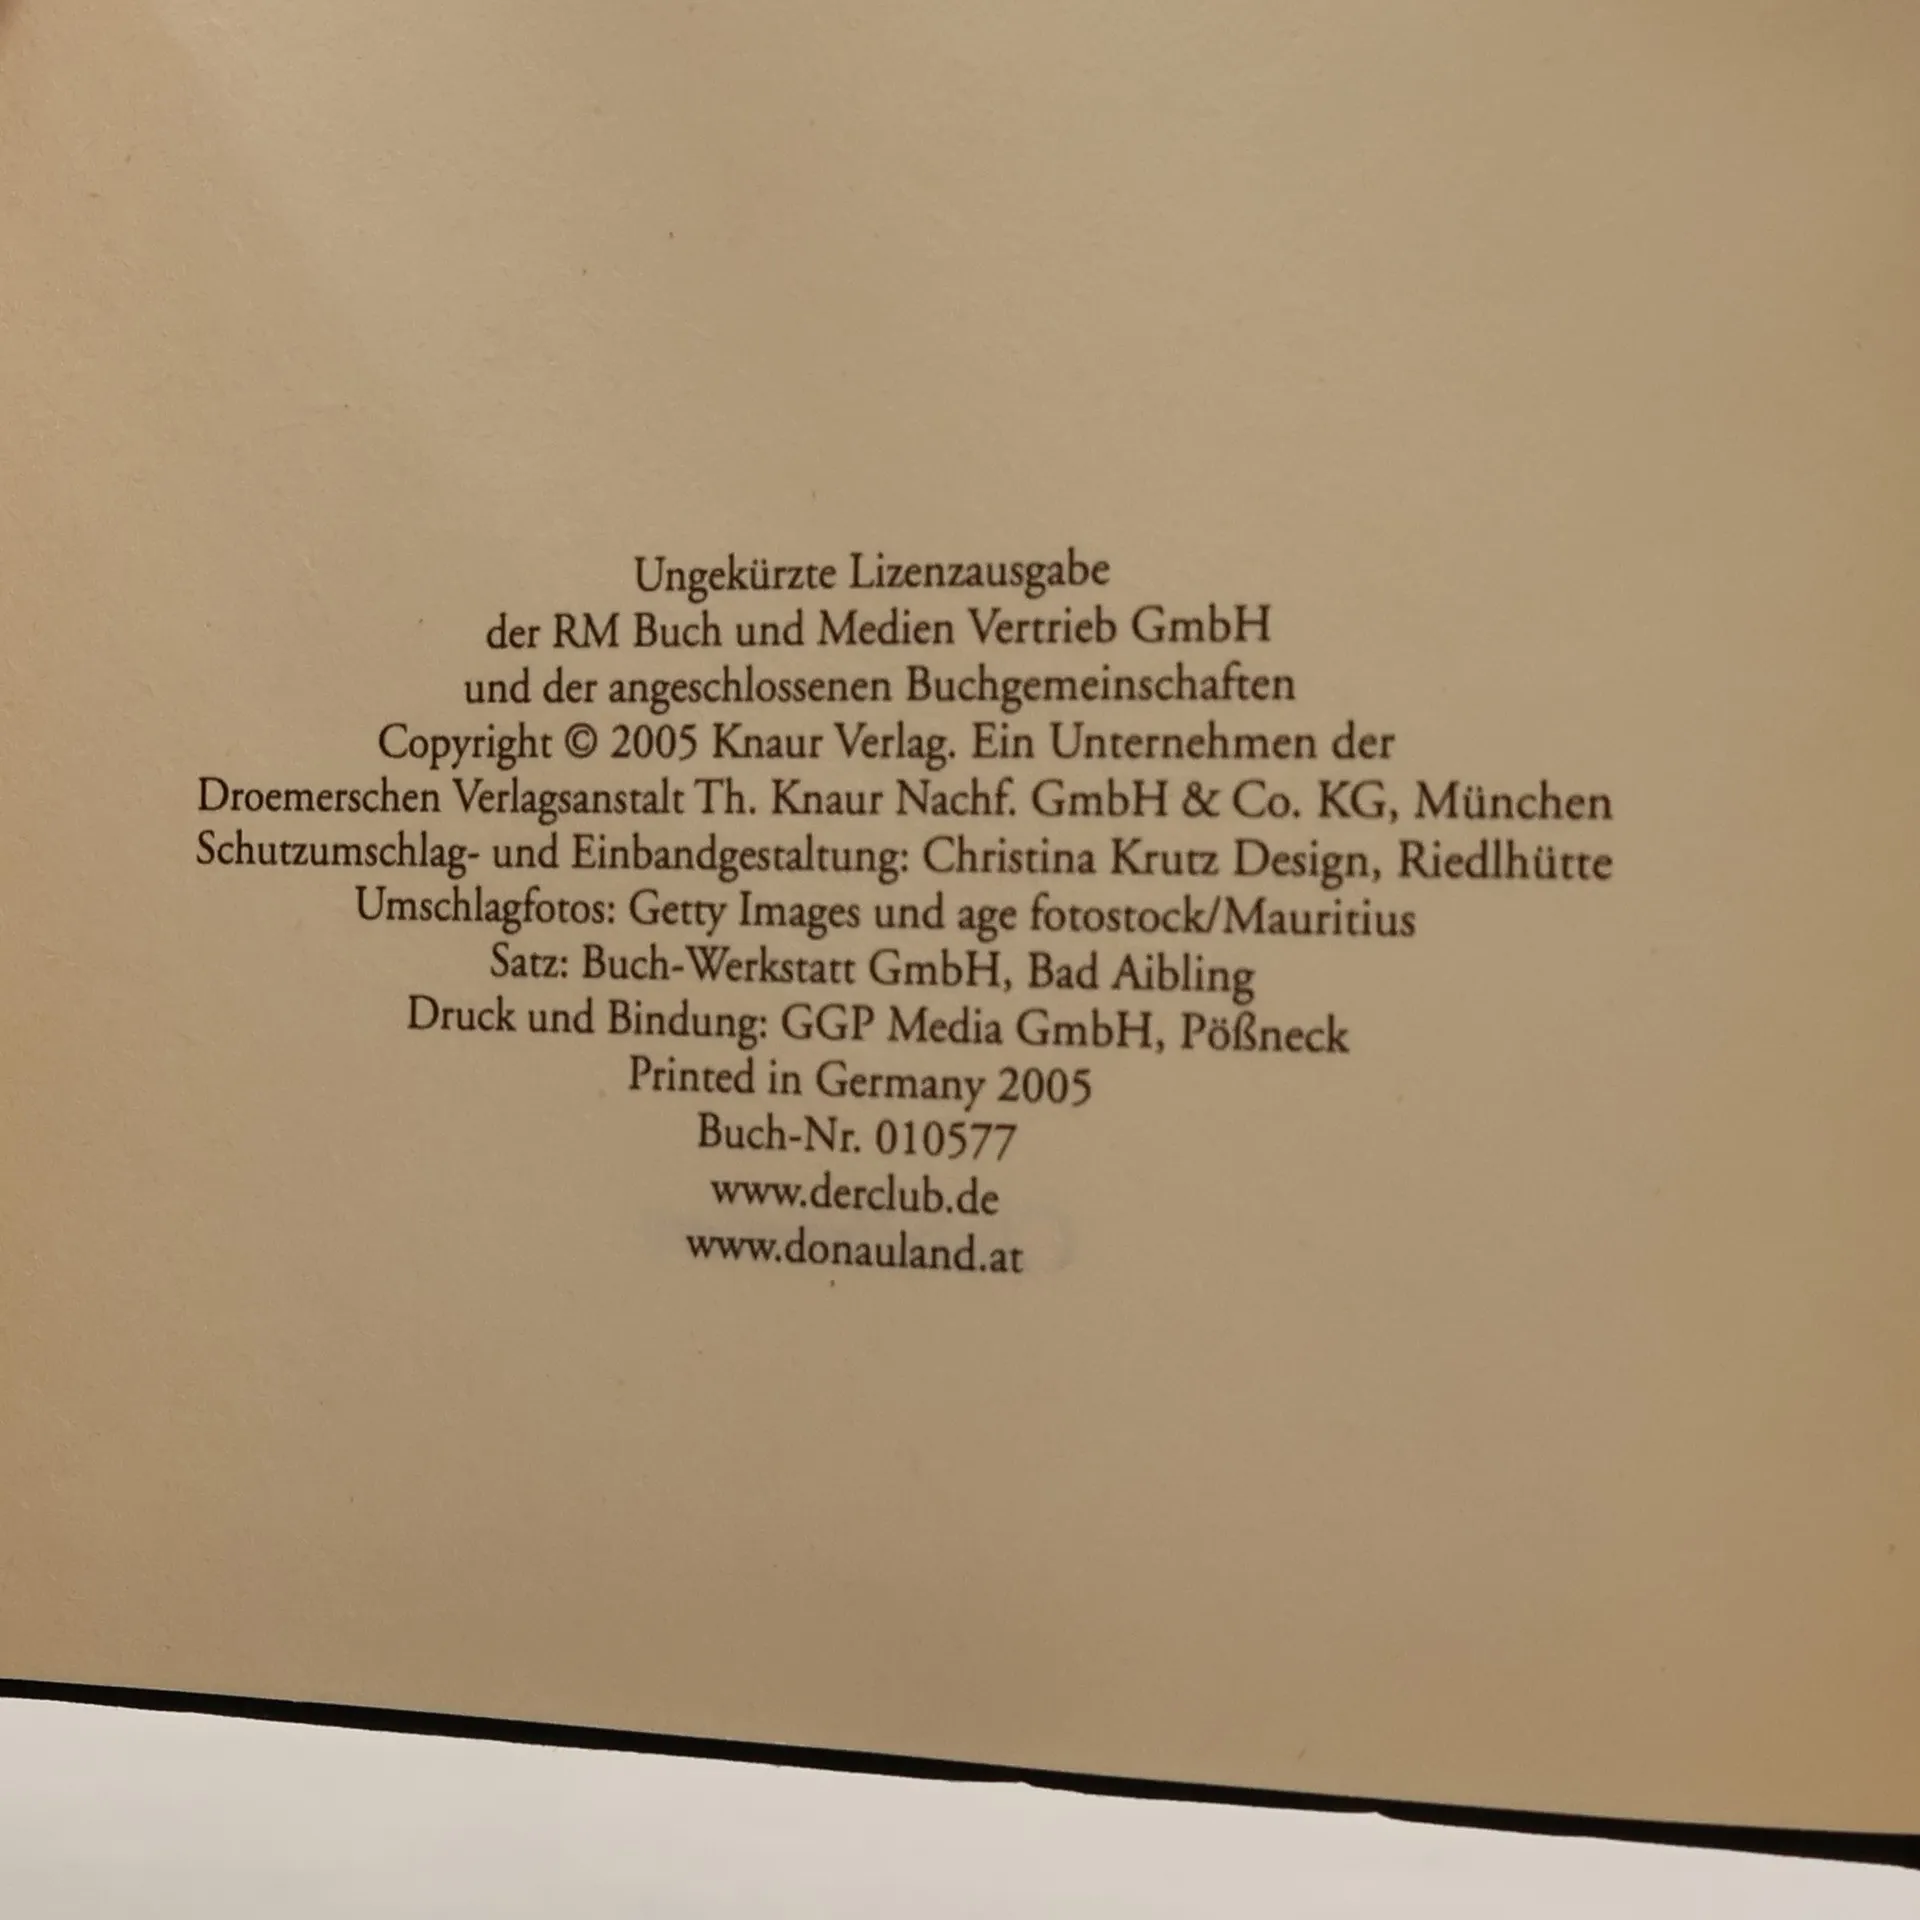 Ungekürzte Lizenzausgabe
der RM Buch und Medien Vertrieb GmbH
und der angeschlossenen Buchgemeinschaften
Copyright © 2005 Knaur Verlag. Ein Unternehmen der
Droemerschen Verlagsanstalt Th. Knaur Nachf. GmbH & Co. KG, München
Schutzumschlag- und Einbandgestaltung: Christina Krutz Design, Riedlhütte
Umschlagfotos: Getty Images und age fotostock/Mauritius
Satz: Buch-Werkstatt GmbH, Bad Aibling
Druck und Bindung: GGP Media GmbH, Pößneck
Printed in Germany 2005
Buch-Nr. 010577
www.derclub.de
www.donauland.at